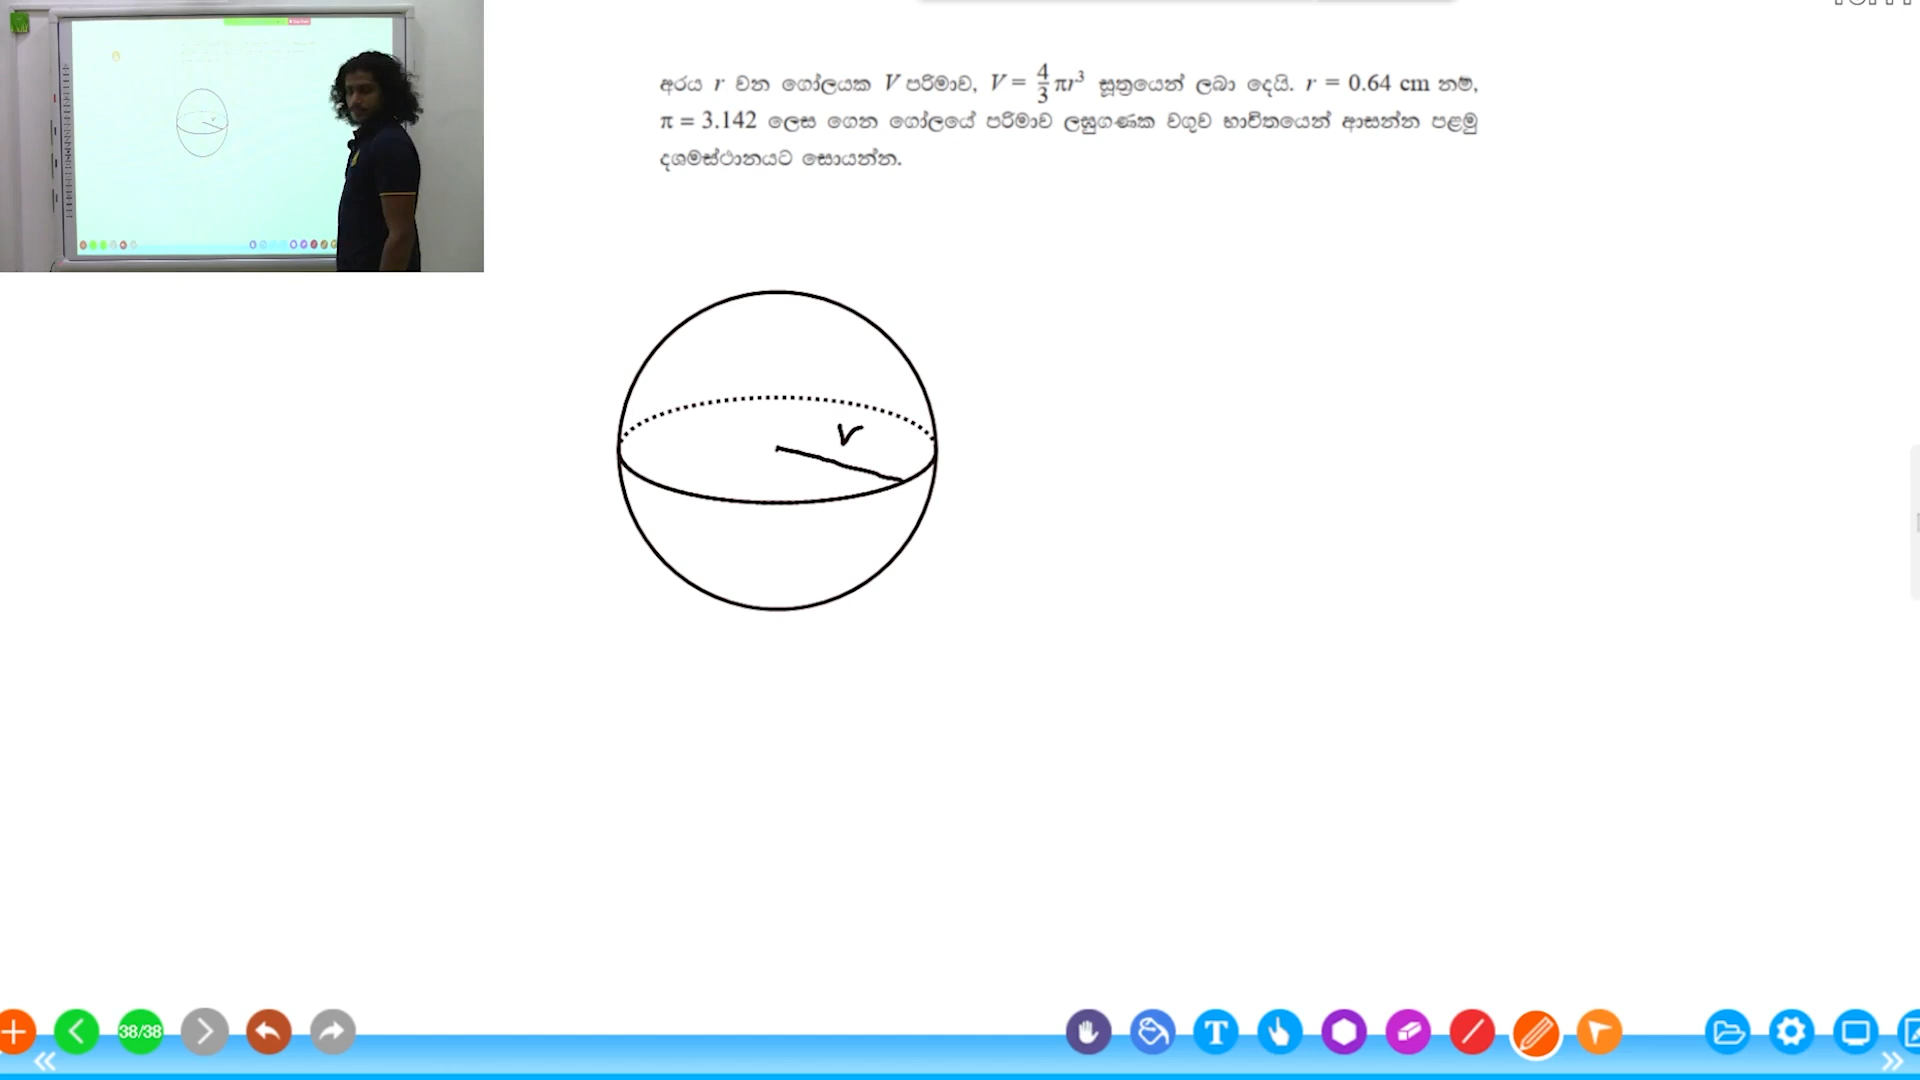 අරය r වන ගෝලයක V පරිමාව, V = 4/3 πr³ සූත්‍රයෙන් ලබා දෙයි. r = 0.64 cm නම්,
π = 3.142 ලෙස ගෙන ගෝලයේ පරිමාව ලඝුගණක වගුව භාවිතයෙන් ආසන්න පළමු
දශමස්ථානයට සොයන්න.
r
38/38
T